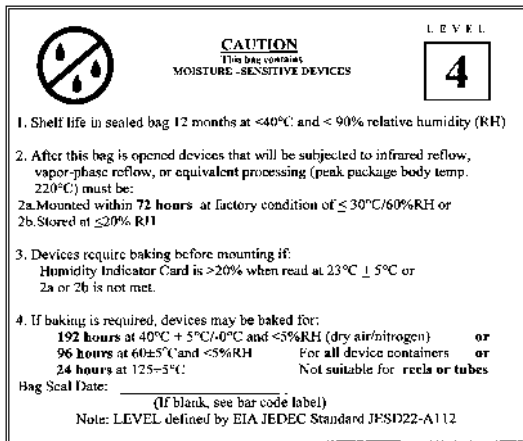 LEVEL
CAUTION
This bag contains
MOISTURE -SENSITIVE DEVICES
4
1. Shelf life in sealed bag 12 months at <40°C and < 90% relative humidity (RH)
2. After this bag is opened devices that will be subjected to infrared reflow,
vapor-phase reflow, or equivalent processing (peak package body temp.
220°C) must be:
2a.Mounted within 72 hours at factory condition of ≤ 30°C/60%RH or
2b.Stored at ≤20% RH
3. Devices require baking before mounting if:
Humidity Indicator Card is >20% when read at 23°C ± 5°C or
2a or 2b is not met.
4. If baking is required, devices may be baked for:
192 hours at 40°C + 5°C/-0°C and <5%RH (dry air/nitrogen) or
96 hours at 60±5°C and <5%RH For all device containers or
24 hours at 125±5°C Not suitable for reels or tubes
Bag Seal Date:
(If blank, see bar code label)
Note: LEVEL defined by EIA JEDEC Standard JESD22-A112